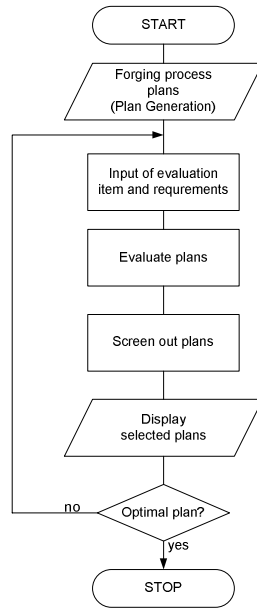 START
Forging process
plans
(Plan Generation)
Input of evaluation
item and requrements
Evaluate plans
Screen out plans
Display
selected plans
Optimal plan?
no
yes
STOP